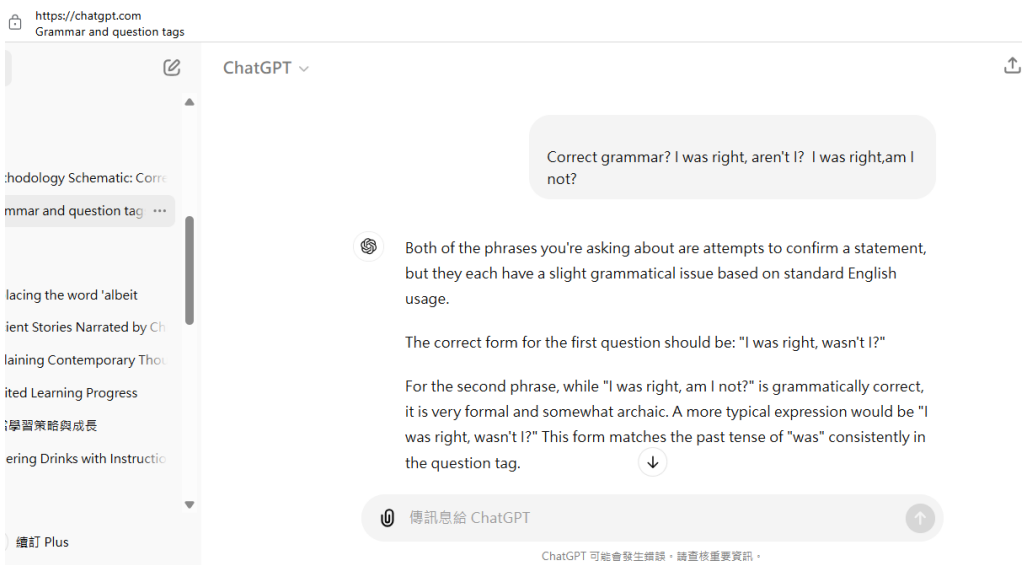 https://chatgpt.com
Grammar and question tags
ChatGPT
thodology Schematic: Corre
mmar and question tag ···
lacing the word 'albeit
ient Stories Narrated by Ch
laining Contemporary Thou
ited Learning Progress
學習策略與成長
ering Drinks with Instructio
續訂 Plus
Correct grammar? I was right, aren't I?  I was right,am I
not?
Both of the phrases you're asking about are attempts to confirm a statement,
but they each have a slight grammatical issue based on standard English
usage.
The correct form for the first question should be: "I was right, wasn't I?"
For the second phrase, while "I was right, am I not?" is grammatically correct,
it is very formal and somewhat archaic. A more typical expression would be "I
was right, wasn't I?" This form matches the past tense of "was" consistently in
the question tag.
傳訊息給 ChatGPT
ChatGPT 可能會發生錯誤。請查核重要資訊。